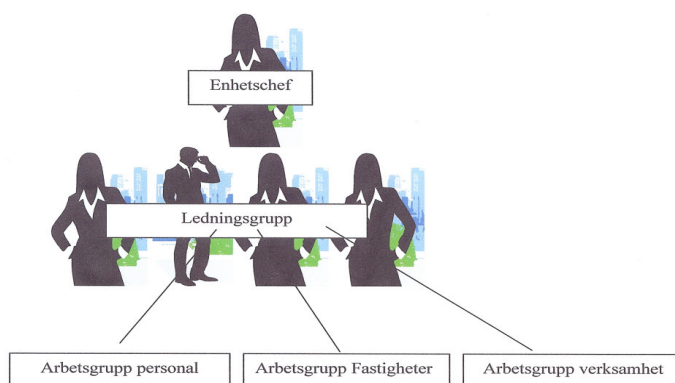 Enhetschef
Ledningsgrupp
Arbetsgrupp personal
Arbetsgrupp Fastigheter
Arbetsgrupp verksamhet